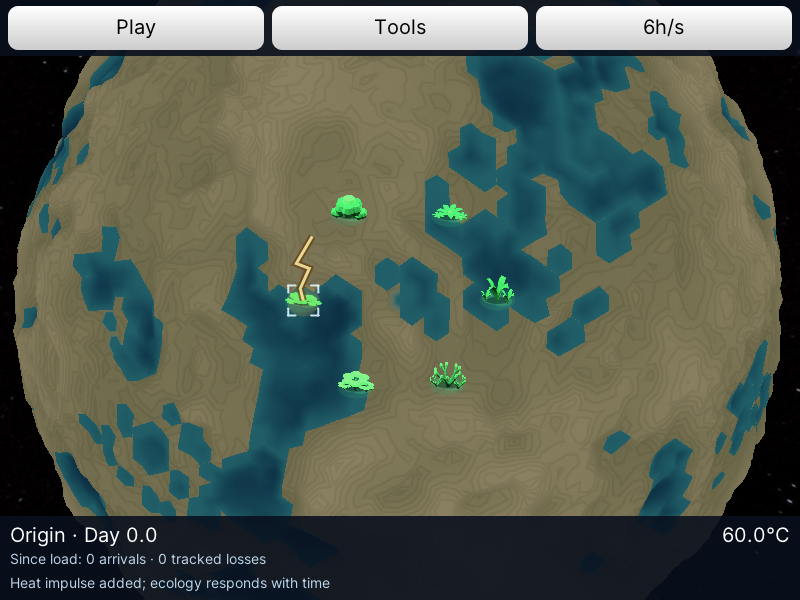 Play
Tools
6h/s
Origin · Day 0.0
60.0°C
Since load: 0 arrivals · 0 tracked losses
Heat impulse added; ecology responds with time